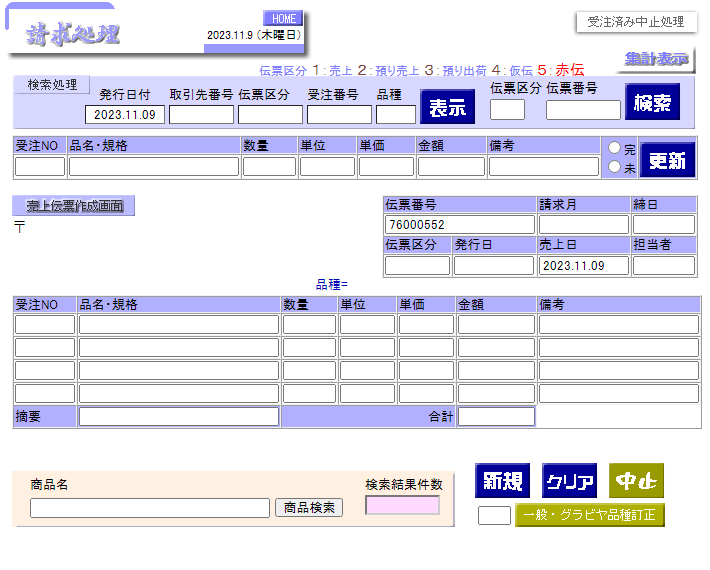 請求処理
HOME
2023.11.9 (木曜日)
受注済み中止処理
集計表示
伝票区分 1：売上 2：預り売上 3：預り出荷 4：仮伝 5：赤伝
検索処理
発行日付 取引先番号 伝票区分 受注番号 品種
2023.11.09
表示
伝票区分 伝票番号
検索
受注NO 品名・規格 数量 単位 単価 金額 備考
完
未
更新
売上伝票作成画面
〒
伝票番号 請求月 締日
76000552
伝票区分 発行日 売上日 担当者
2023.11.09
品種=
受注NO 品名・規格 数量 単位 単価 金額 備考
摘要 合計
商品名 検索結果件数
商品検索
新規 クリア 中止
一般・グラビヤ品種訂正